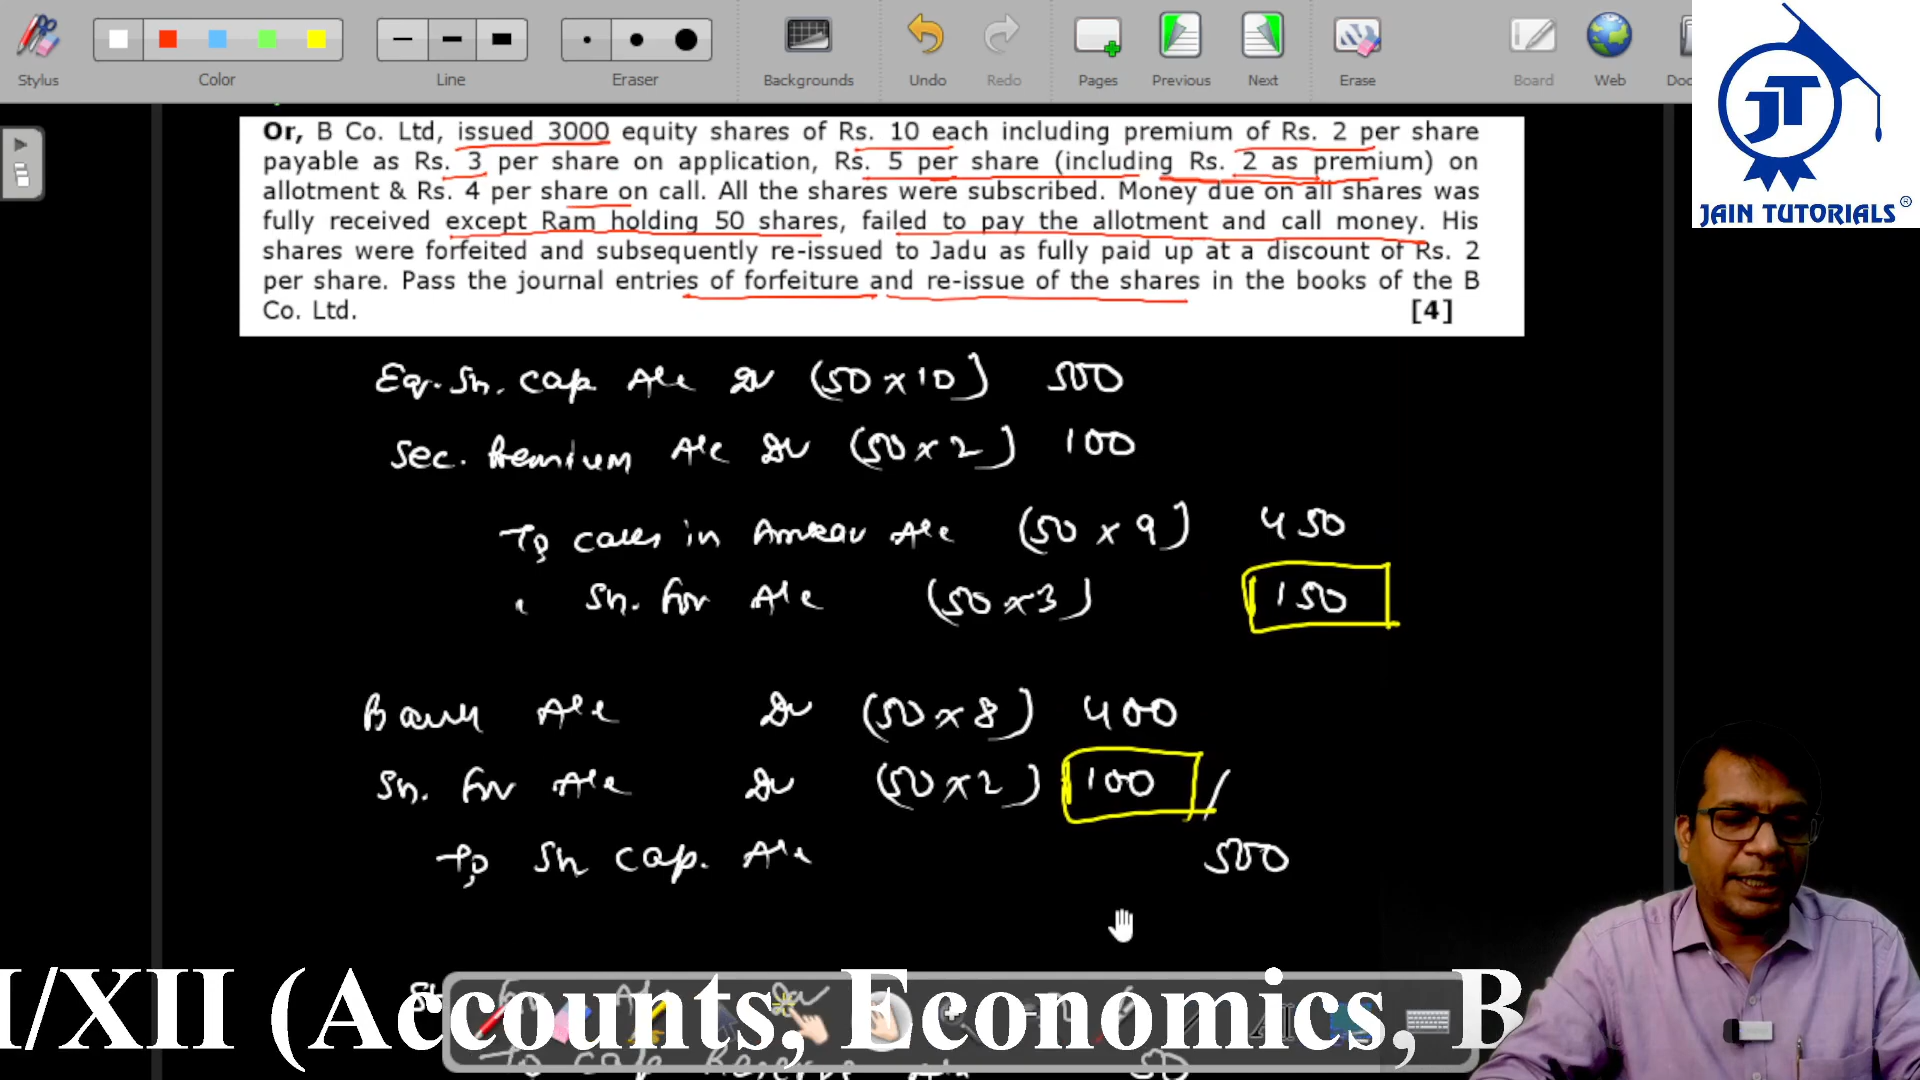 Stylus
Color
Line
Eraser
Backgrounds
Undo
Redo
Pages
Previous
Next
Erase
Board
Web
JT
JAIN TUTORIALS®
Or, B Co. Ltd, issued 3000 equity shares of Rs. 10 each including premium of Rs. 2 per share
payable as Rs. 3 per share on application, Rs. 5 per share (including Rs. 2 as premium) on
allotment & Rs. 4 per share on call. All the shares were subscribed. Money due on all shares was
fully received except Ram holding 50 shares, failed to pay the allotment and call money. His
shares were forfeited and subsequently re-issued to Jadu as fully paid up at a discount of Rs. 2
per share. Pass the journal entries of forfeiture and re-issue of the shares in the books of the B
Co. Ltd. [4]
Eq. Sh. Cap A/c Dr (50 x 10) 500
Sec. Premium A/c Dr (50 x 2) 100
To Calls in Arrear A/c (50 x 9) 450
" Sh. For A/c (50 x 3) 150
Bank A/c Dr (50 x 8) 400
Sh. For A/c Dr (50 x 2) 100
To Sh Cap. A/c 500
I/XII (Accounts, Economics, B
To Cap Reserve A/c 50